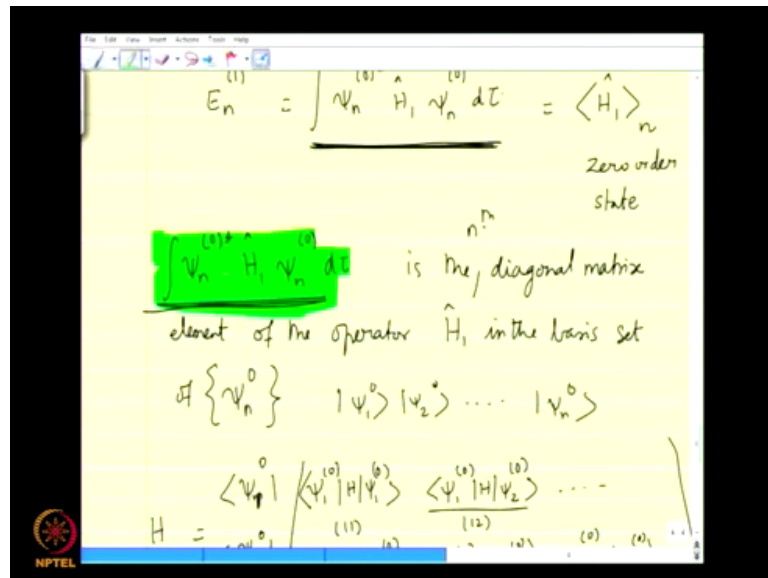 File Edit View Insert Actions Tools Help
E_n^{(1)} = ∫ ψ_n^{(0)*} Ĥ_1 ψ_n^{(0)} dτ = ⟨Ĥ_1⟩_n
zero order
state
∫ ψ_n^{(0)*} Ĥ_1 ψ_n^{(0)} dτ is the, n^{th} diagonal matrix
element of the operator Ĥ_1 in the basis set
of {ψ_n^0} |ψ_1^0⟩ |ψ_2^0⟩ .... |ψ_n^0⟩
⟨ψ_1^0| ⟨ψ_1^{(0)}|H|ψ_1^{(0)}⟩ ⟨ψ_1^{(0)}|H|ψ_2^{(0)}⟩ ....
H = (11) (12)
NPTEL